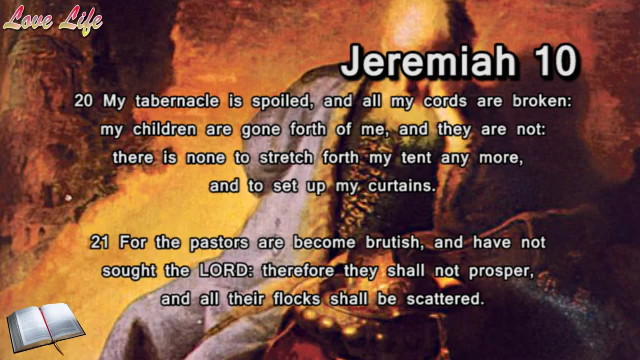 Love Life
Jeremiah 10
20 My tabernacle is spoiled, and all my cords are broken:
my children are gone forth of me, and they are not:
there is none to stretch forth my tent any more,
and to set up my curtains.
21 For the pastors are become brutish, and have not
sought the LORD: therefore they shall not prosper,
and all their flocks shall be scattered.